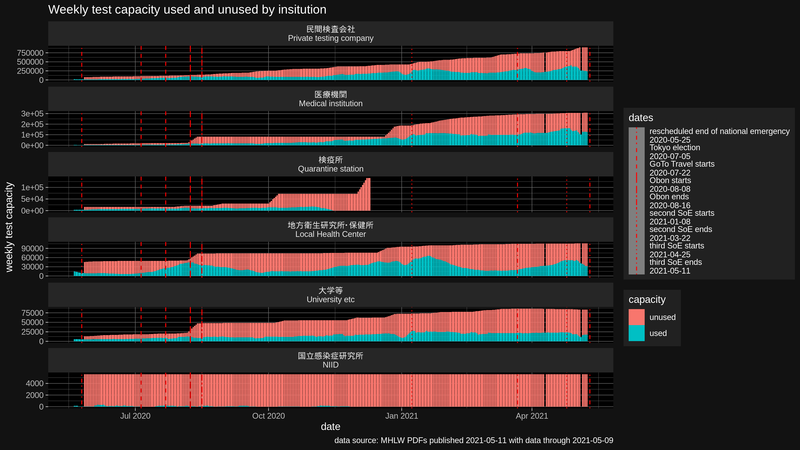 Weekly test capacity used and unused by insitution
民間検査会社
Private testing company
750000
500000
250000
0
医療機関
Medical institution
3e+05
2e+05
1e+05
0e+00
検疫所
Quarantine station
1e+05
5e+04
0e+00
地方衛生研究所・保健所
Local Health Center
90000
60000
30000
0
大学等
University etc
75000
50000
25000
0
国立感染症研究所
NIID
4000
2000
0
Jul 2020
Oct 2020
Jan 2021
Apr 2021
date
weekly test capacity
data source: MHLW PDFs published 2021-05-11 with data through 2021-05-09
dates
rescheduled end of national emergency
2020-05-25
Tokyo election
2020-07-05
GoTo Travel starts
2020-07-22
Obon starts
2020-08-08
Obon ends
2020-08-16
second SoE starts
2021-01-08
second SoE ends
2021-03-22
third SoE starts
2021-04-25
third SoE ends
2021-05-11
capacity
unused
used